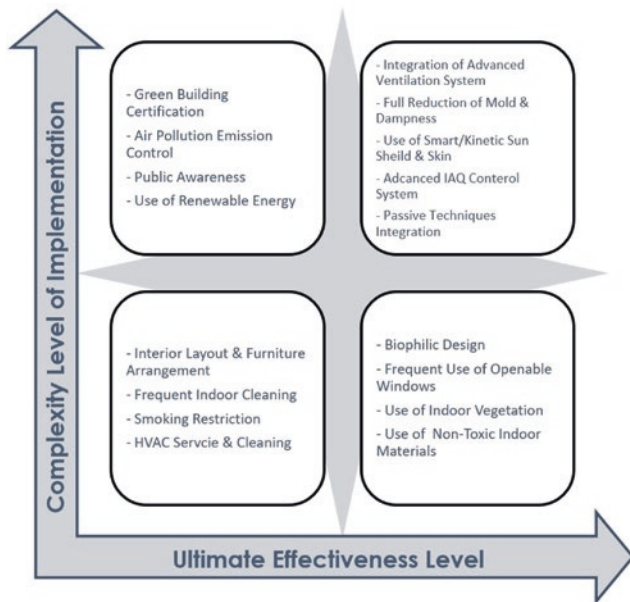 Complexity Level of Implementation
- Green Building
Certification
- Air Pollution Emission
Control
- Public Awareness
- Use of Renewable Energy
- Integration of Advanced
Ventilation System
- Full Reduction of Mold &
Dampness
- Use of Smart/Kinetic Sun
Sheild & Skin
- Adcanced IAQ Conterol
System
- Passive Techniques
Integration
- Interior Layout & Furniture
Arrangement
- Frequent Indoor Cleaning
- Smoking Restriction
- HVAC Servcie & Cleaning
- Biophilic Design
- Frequent Use of Openable
Windows
- Use of Indoor Vegetation
- Use of Non-Toxic Indoor
Materials
Ultimate Effectiveness Level